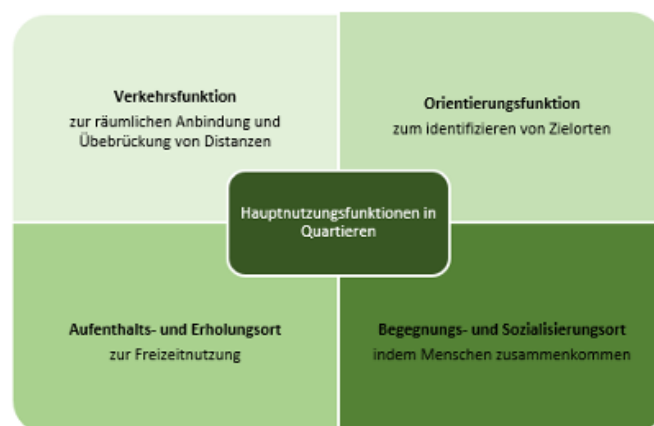 Verkehrsfunktion
zur räumlichen Anbindung und
Übebrückung von Distanzen
Orientierungsfunktion
zum identifizieren von Zielorten
Hauptnutzungsfunktionen in
Quartieren
Aufenthalts- und Erholungsort
zur Freizeitnutzung
Begegnungs- und Sozialisierungsort
indem Menschen zusammenkommen